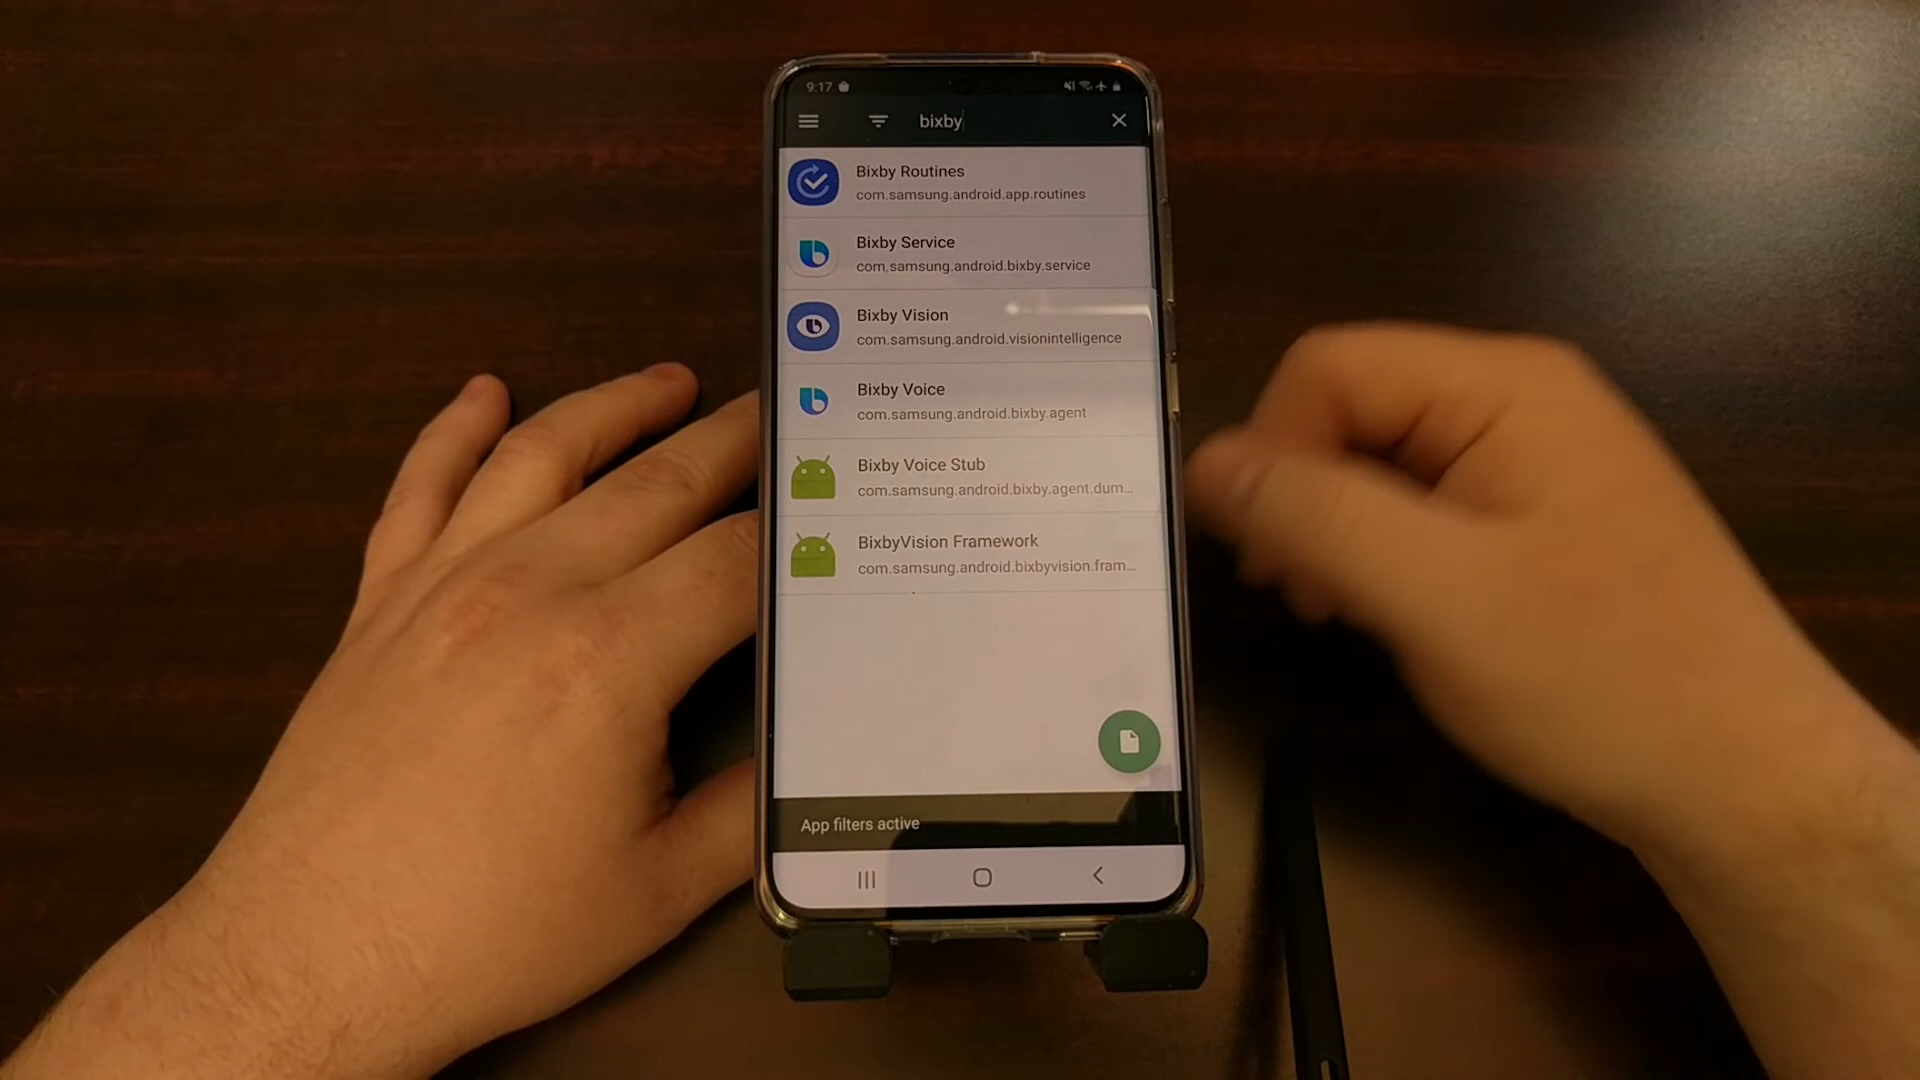 9:17
bixby
Bixby Routines
com.samsung.android.app.routines
Bixby Service
com.samsung.android.bixby.service
Bixby Vision
com.samsung.android.visionintelligence
Bixby Voice
com.samsung.android.bixby.agent
Bixby Voice Stub
com.samsung.android.bixby.agent.dum...
BixbyVision Framework
com.samsung.android.bixbyvision.fram...
App filters active